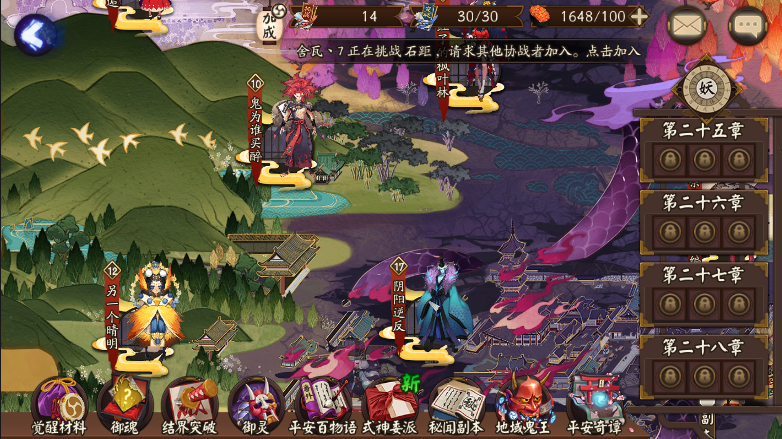 加成
14
30/30
1648/100
舍瓦、7正在挑战石距，请求其他协战者加入。点击加入
枫叶林
妖
10
鬼为谁买醉
第二十五章
第二十六章
第二十七章
第二十八章
12
另一个晴明
17
阴阳逆反
新
觉醒材料
御魂
结界突破
御灵
平安百物语
式神委派
秘闻副本
地域鬼王
平安奇谭
副